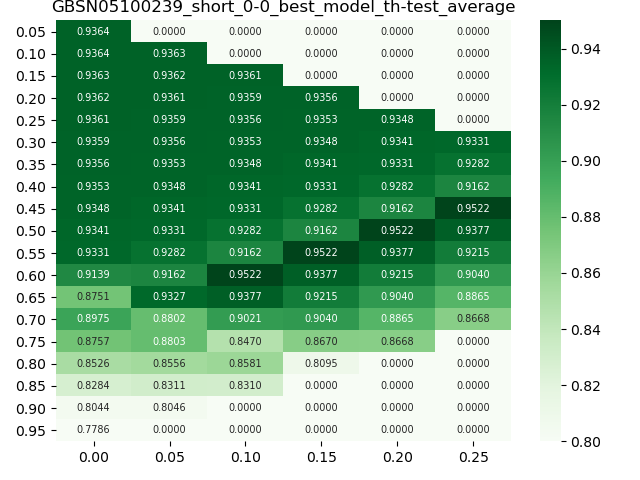 GBSN05100239_short_0-0_best_model_th-test_average
0.05 0.9364 0.0000 0.0000 0.0000 0.0000 0.0000
0.10 0.9364 0.9363 0.0000 0.0000 0.0000 0.0000
0.15 0.9363 0.9362 0.9361 0.0000 0.0000 0.0000
0.20 0.9362 0.9361 0.9359 0.9356 0.0000 0.0000
0.25 0.9361 0.9359 0.9356 0.9353 0.9348 0.0000
0.30 0.9359 0.9356 0.9353 0.9348 0.9341 0.9331
0.35 0.9356 0.9353 0.9348 0.9341 0.9331 0.9282
0.40 0.9353 0.9348 0.9341 0.9331 0.9282 0.9162
0.45 0.9348 0.9341 0.9331 0.9282 0.9162 0.9522
0.50 0.9341 0.9331 0.9282 0.9162 0.9522 0.9377
0.55 0.9331 0.9282 0.9162 0.9522 0.9377 0.9215
0.60 0.9139 0.9162 0.9522 0.9377 0.9215 0.9040
0.65 0.8751 0.9327 0.9377 0.9215 0.9040 0.8865
0.70 0.8975 0.8802 0.9021 0.9040 0.8865 0.8668
0.75 0.8757 0.8803 0.8470 0.8670 0.8668 0.0000
0.80 0.8526 0.8556 0.8581 0.8095 0.0000 0.0000
0.85 0.8284 0.8311 0.8310 0.0000 0.0000 0.0000
0.90 0.8044 0.8046 0.0000 0.0000 0.0000 0.0000
0.95 0.7786 0.0000 0.0000 0.0000 0.0000 0.0000
0.00 0.05 0.10 0.15 0.20 0.25
0.94
0.92
0.90
0.88
0.86
0.84
0.82
0.80